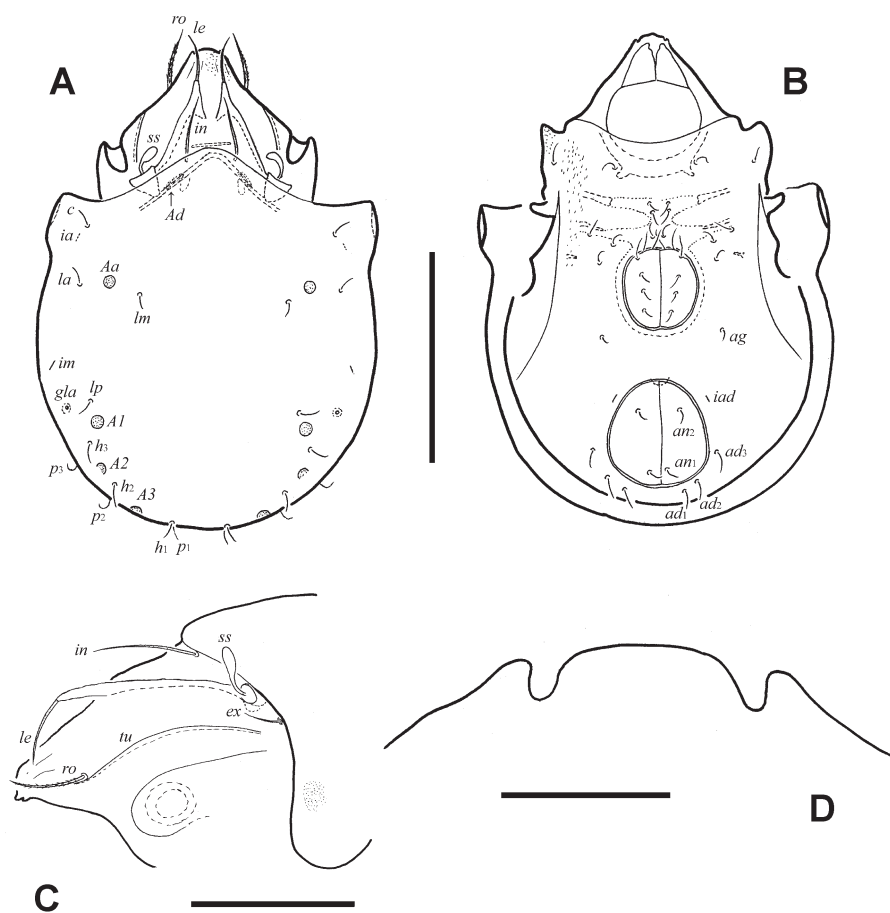 ro
le
A
B
ss
in
c
Ad
ia
la
Aa
lm
ag
im
gla
lp
A1
iad
an2
h3
p3
A2
an1
ad3
h2
A3
p2
ad1
ad2
h1 p1
in
ss
ex
le
tu
ro
D
C